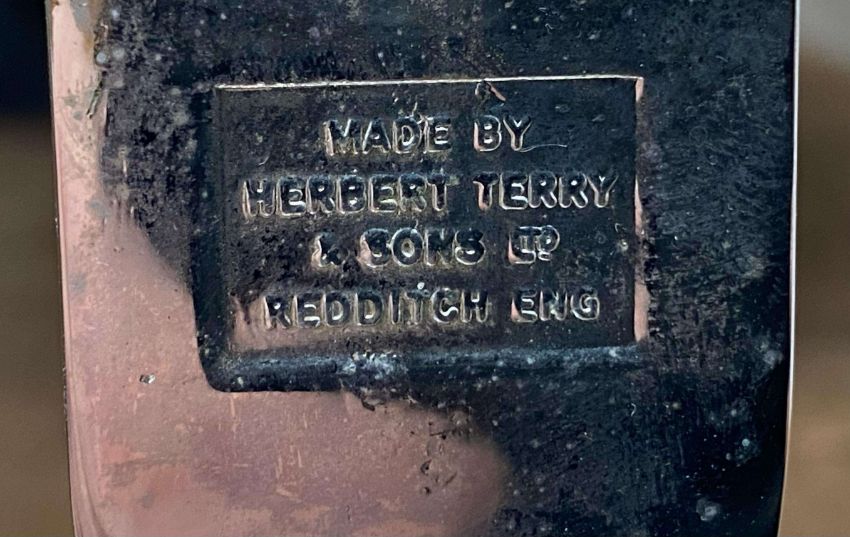 MADE BY
HERBERT TERRY
& SONS LTD
REDDITCH ENG